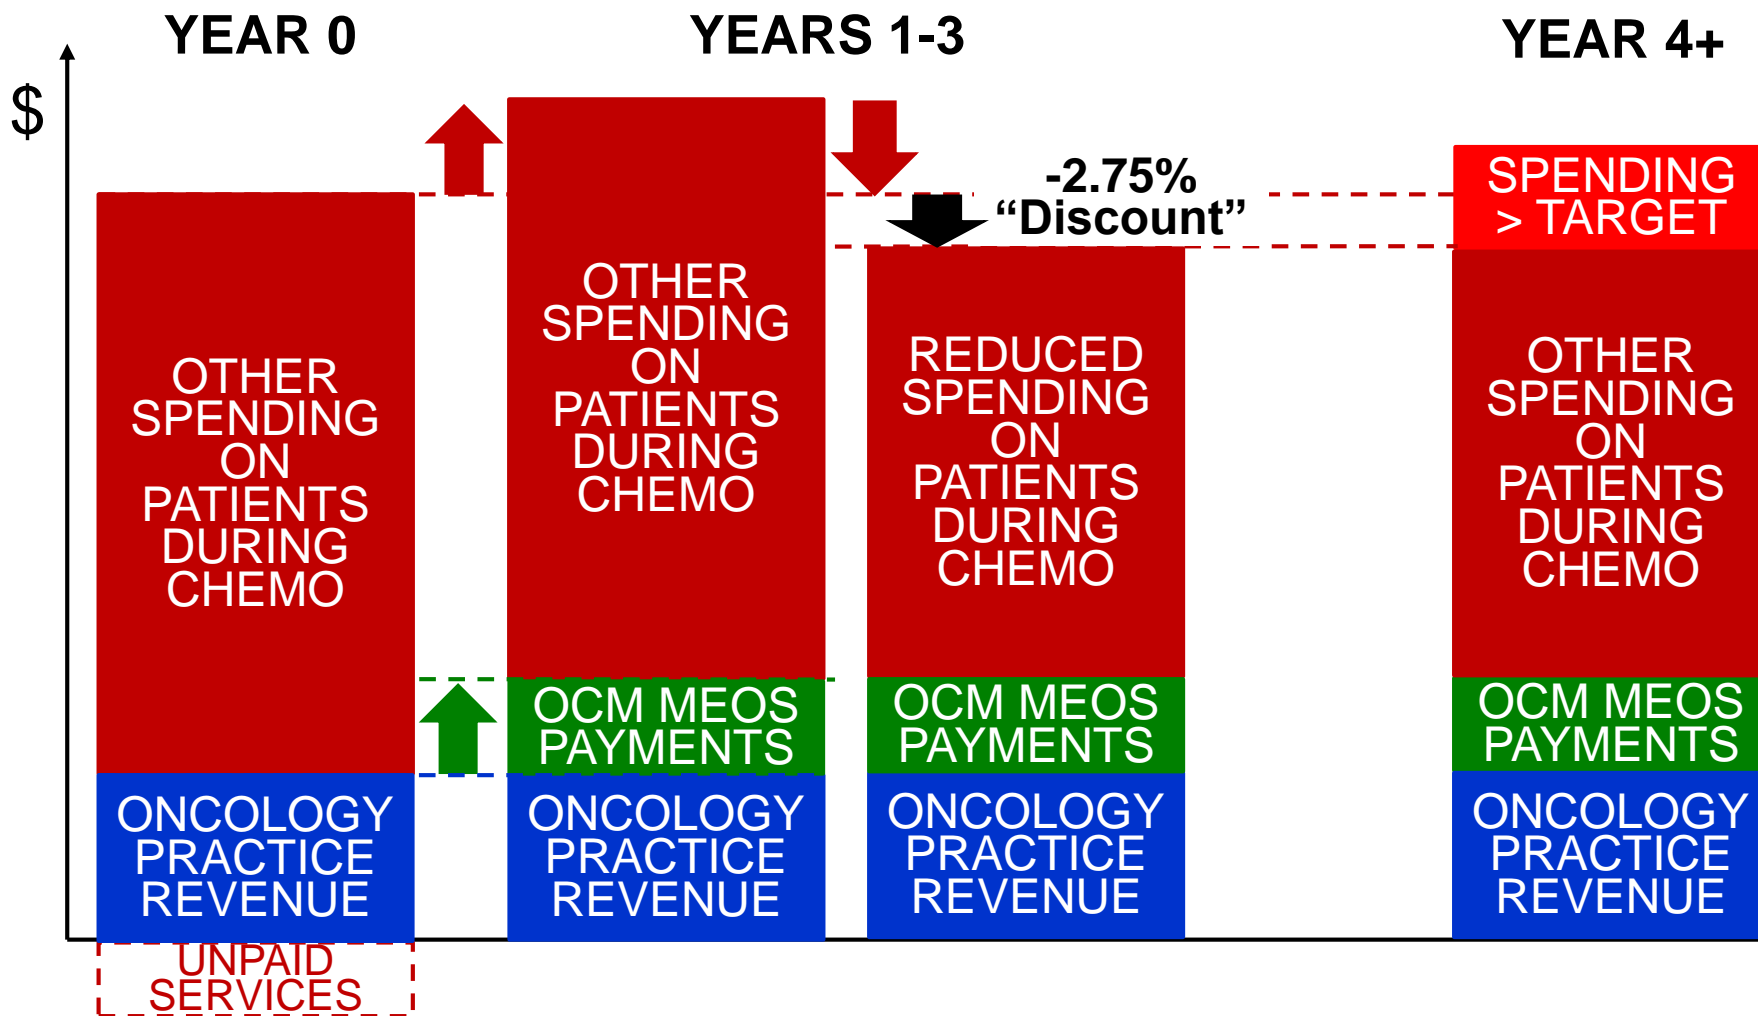 YEAR 0
YEARS 1-3
YEAR 4+
$
-2.75%
“Discount”
OTHER
SPENDING
ON
PATIENTS
DURING
CHEMO
ONCOLOGY
PRACTICE
REVENUE
UNPAID
SERVICES
OTHER
SPENDING
ON
PATIENTS
DURING
CHEMO
OCM MEOS
PAYMENTS
ONCOLOGY
PRACTICE
REVENUE
REDUCED
SPENDING
ON
PATIENTS
DURING
CHEMO
OCM MEOS
PAYMENTS
ONCOLOGY
PRACTICE
REVENUE
SPENDING
> TARGET
OTHER
SPENDING
ON
PATIENTS
DURING
CHEMO
OCM MEOS
PAYMENTS
ONCOLOGY
PRACTICE
REVENUE